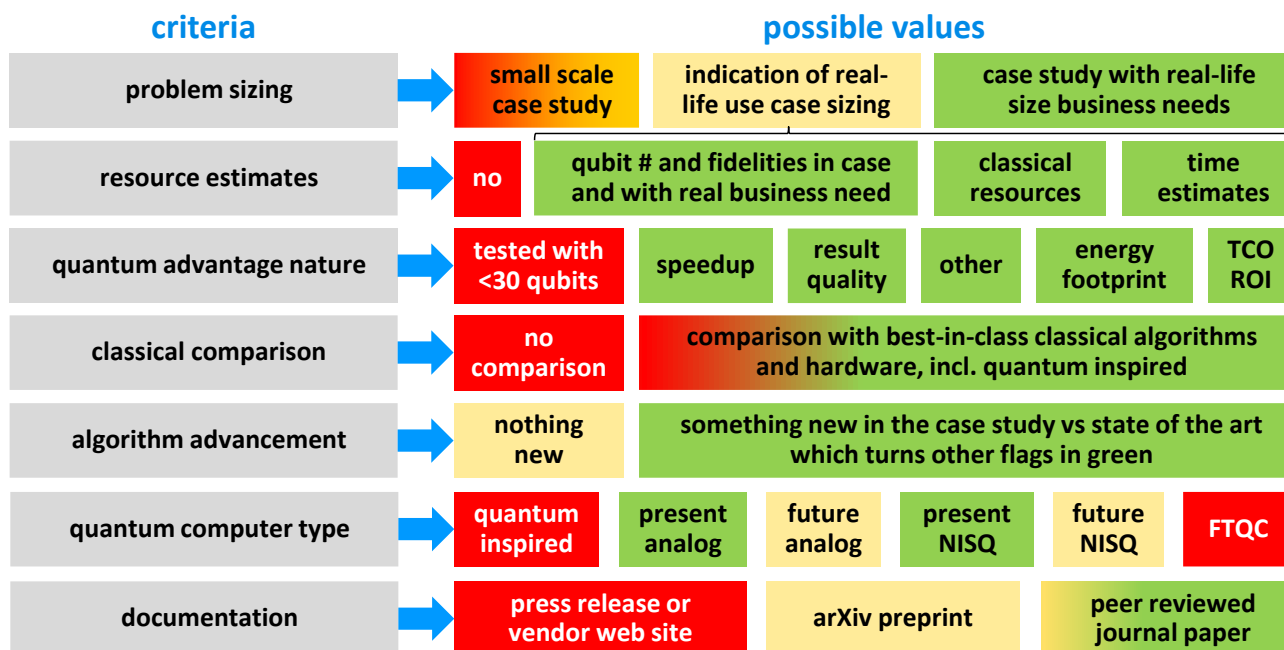 criteria
possible values
problem sizing
small scale
case study
indication of real-
life use case sizing
case study with real-life
size business needs
resource estimates
no
qubit # and fidelities in case
and with real business need
classical
resources
time
estimates
quantum advantage nature
tested with
<30 qubits
speedup
result
quality
other
energy
footprint
TCO
ROI
classical comparison
no
comparison
comparison with best-in-class classical algorithms
and hardware, incl. quantum inspired
algorithm advancement
nothing
new
something new in the case study vs state of the art
which turns other flags in green
quantum computer type
quantum
inspired
present
analog
future
analog
present
NISQ
future
NISQ
FTQC
documentation
press release or
vendor web site
arXiv preprint
peer reviewed
journal paper